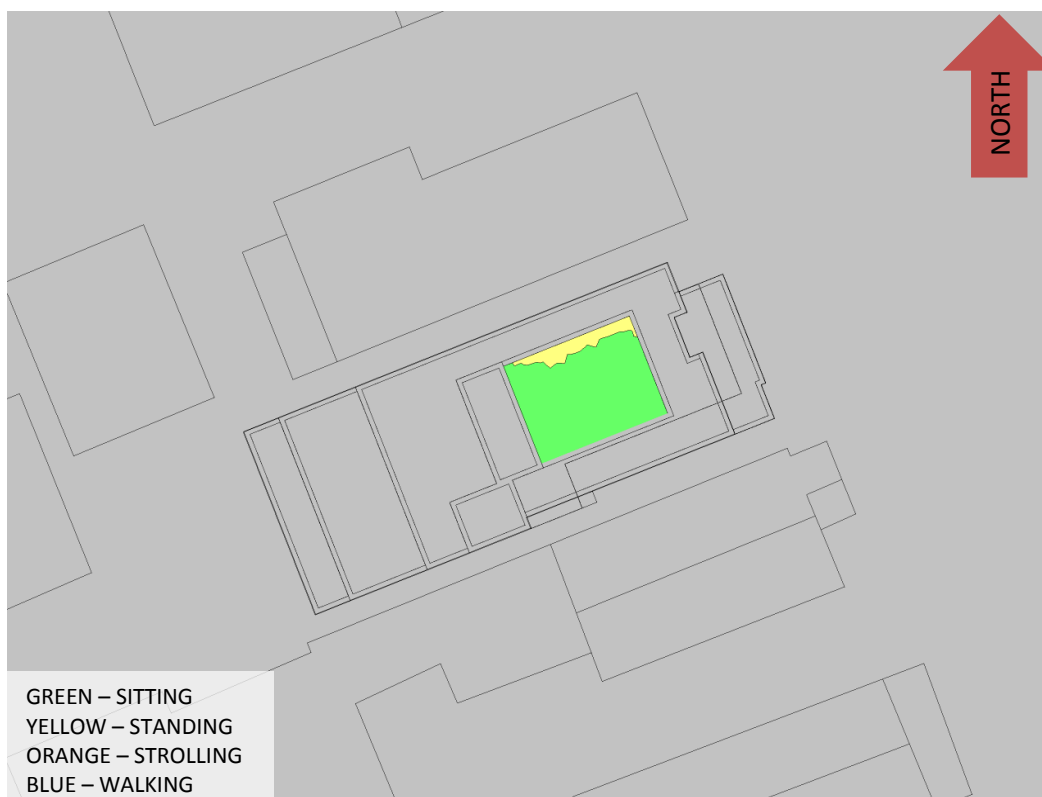 NORTH
GREEN – SITTING
YELLOW – STANDING
ORANGE – STROLLING
BLUE – WALKING